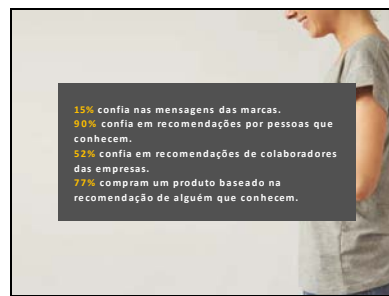 15% confia nas mensagens das marcas.
90% confia em recomendações por pessoas que
conhecem.
52% confia em recomendações de colaboradores
das empresas.
77% compram um produto baseado na
recomendação de alguém que conhecem.